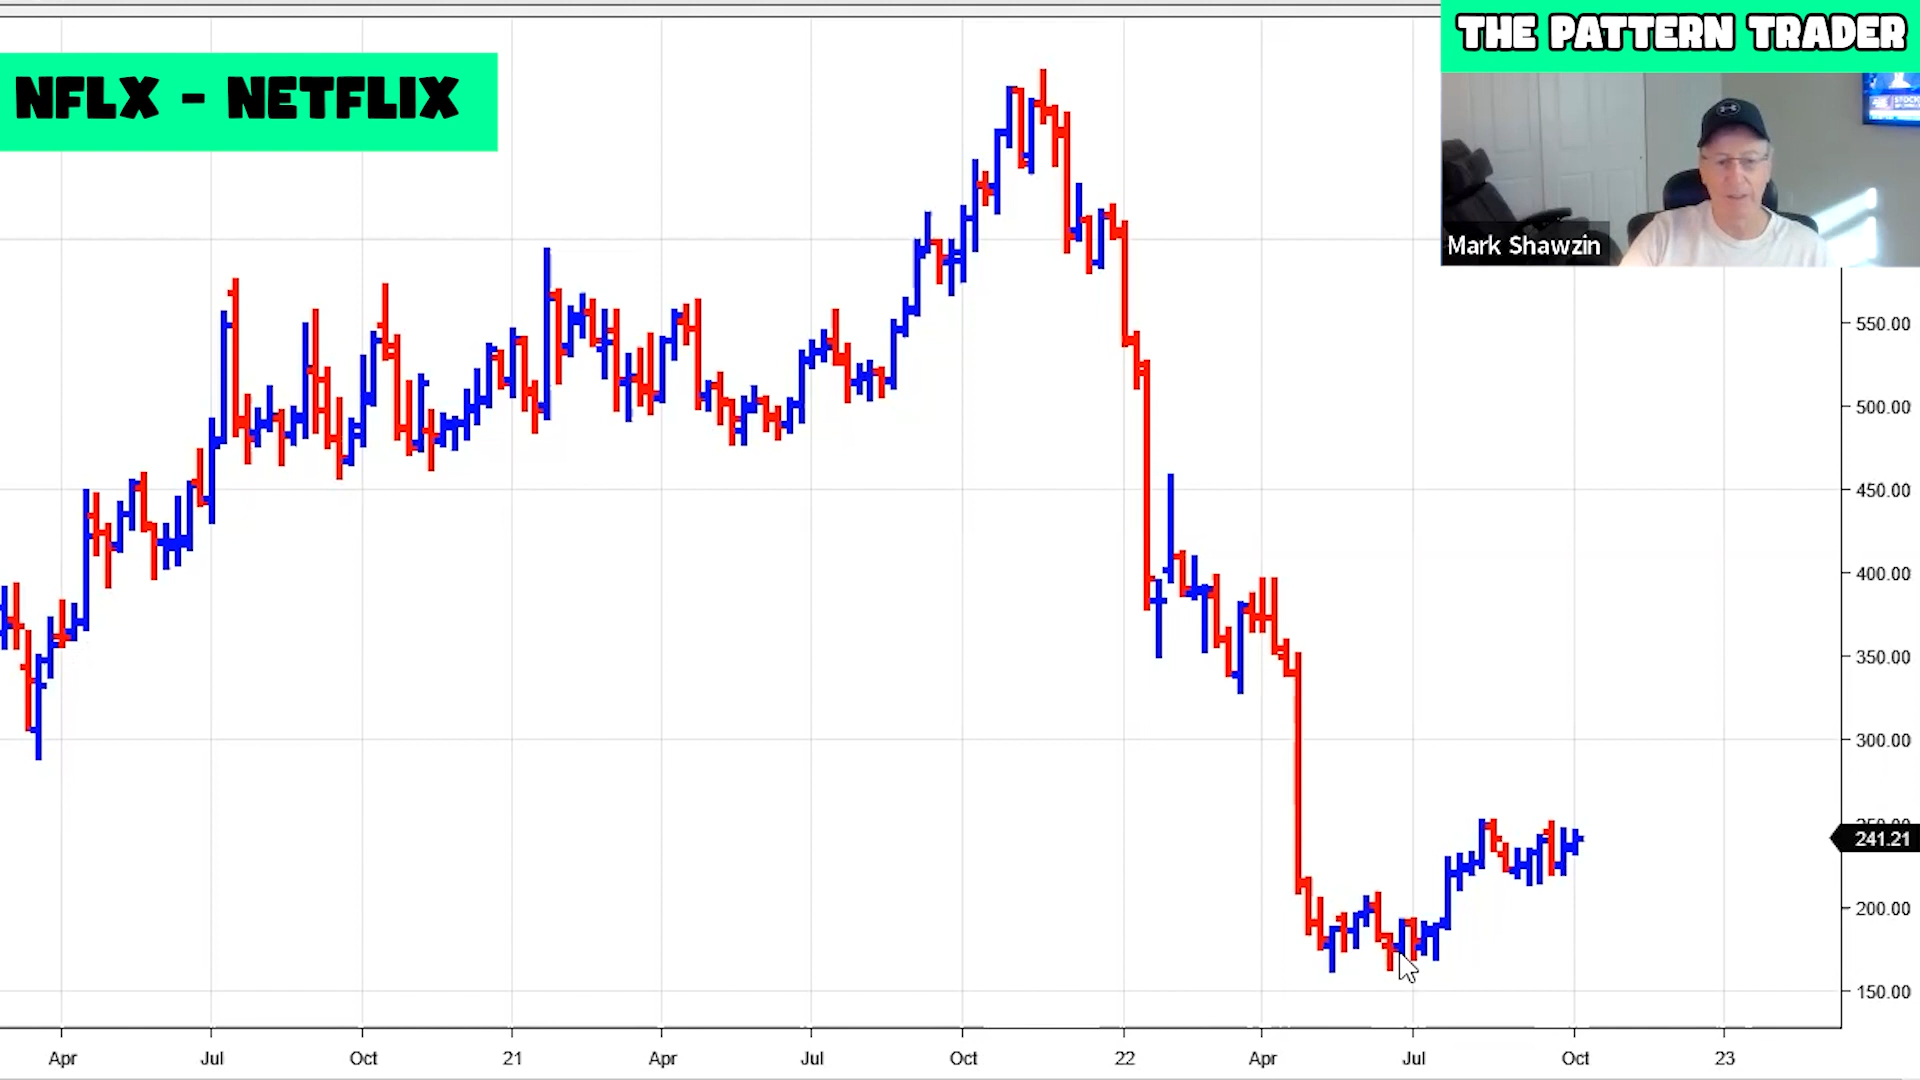 THE PATTERN TRADER
NFLX - NETFLIX
STOCK
Mark Shawzin
550.00
500.00
450.00
400.00
350.00
300.00
241.21
200.00
150.00
Apr Jul Oct 21 Apr Jul Oct 22 Apr Jul Oct 23